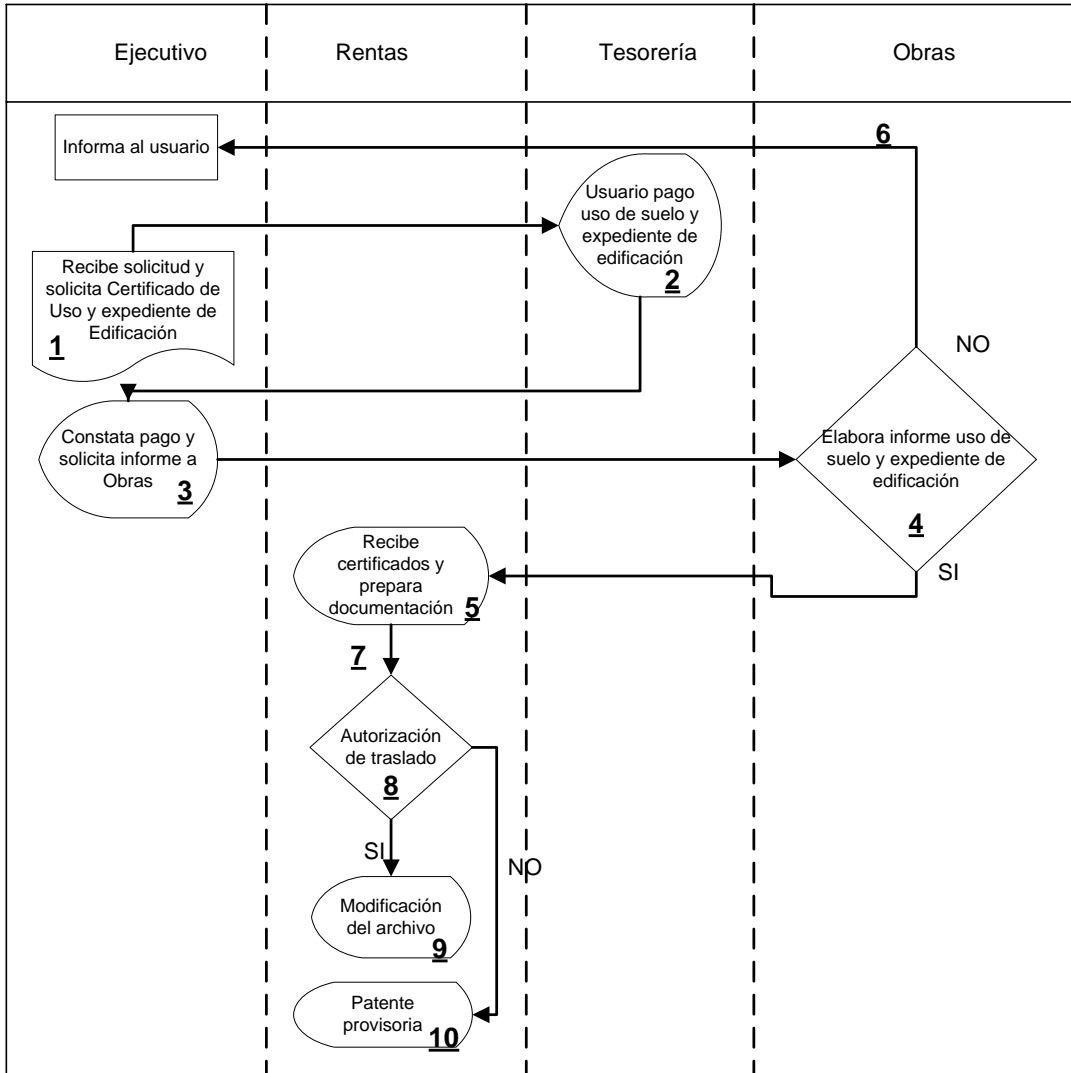 Ejecutivo
Rentas
Tesorería
Obras
Informa al usuario
6
Usuario pago
uso de suelo y
expediente de
edificación
2
Recibe solicitud y
solicita Certificado de
Uso y expediente de
Edificación
1
NO
Constata pago y
solicita informe a
Obras
3
Elabora informe uso de
suelo y expediente de
edificación
4
SI
Recibe
certificados y
prepara
documentación
5
7
Autorización
de traslado
8
SI
NO
Modificación
del archivo
9
Patente
provisoria
10